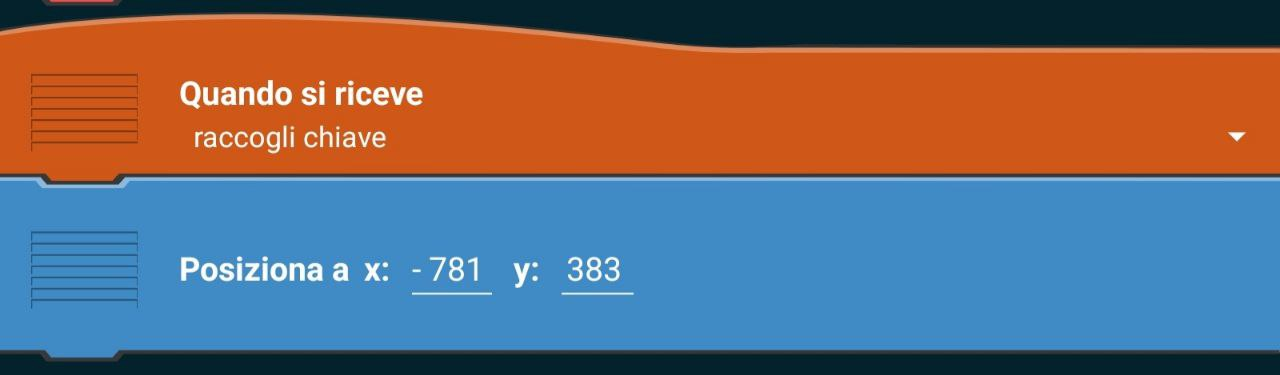 Quando si riceve
raccogli chiave
Posiziona a x: - 781 y: 383